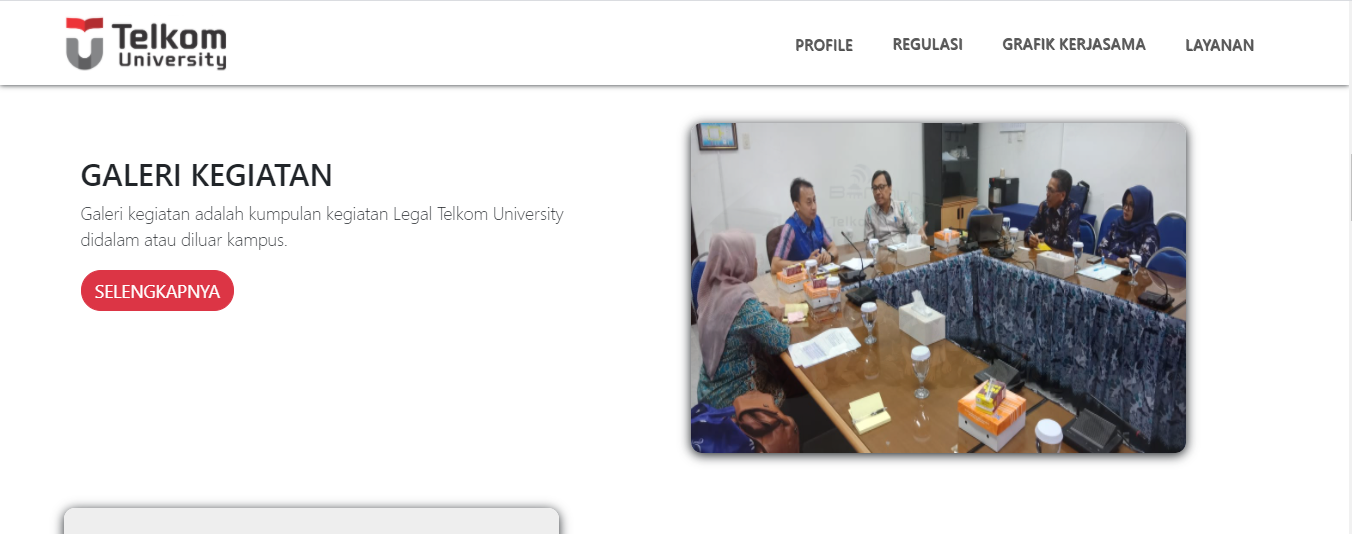 Telkom
University
PROFILE
REGULASI
GRAFIK KERJASAMA
LAYANAN
GALERI KEGIATAN
Galeri kegiatan adalah kumpulan kegiatan Legal Telkom University
didalam atau diluar kampus.
SELENGKAPNYA